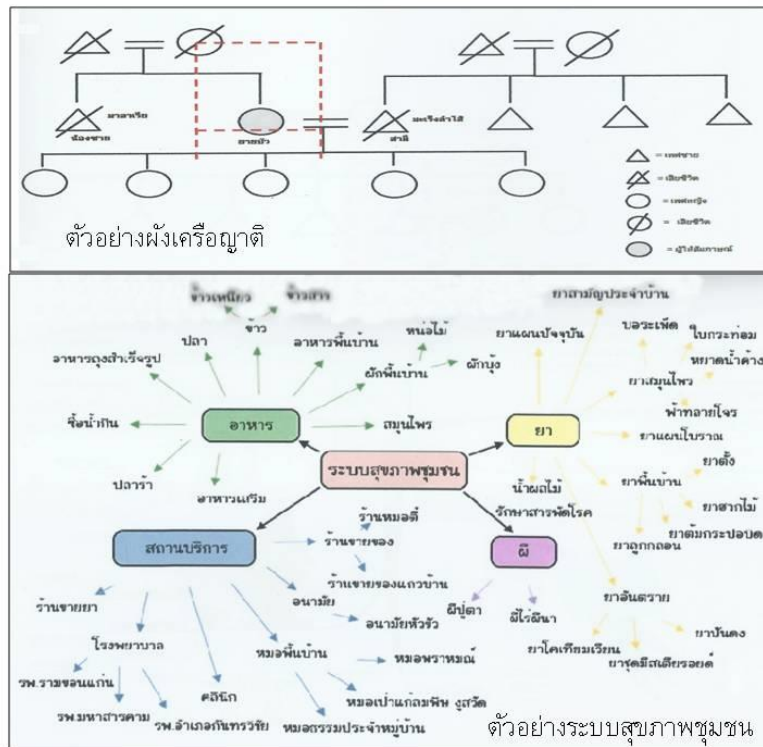 มาลาเรีย
น้องชาย
ยายบัว
มะเร็งลำไส้
สามี
= เพศชาย
= เสียชีวิต
= เพศหญิง
= เสียชีวิต
= ผู้ให้สัมภาษณ์
ตัวอย่างผังเครือญาติ
ข้าวเหนียว
ข้าวสาร
ข้าว
ปลา
อาหารถุงสำเร็จรูป
อาหารพื้นบ้าน
หน่อไม้
ผักพื้นบ้าน
ผักบุ้ง
ซื้อน้ำกิน
อาหาร
สมุนไพร
ปลาร้า
อาหารเสริม
ระบบสุขภาพชุมชน
ยาสามัญประจำบ้าน
ยาแผนปัจจุบัน
บอระเพ็ด
ใบกระท่อม
หยาดน้ำค้าง
ยาสมุนไพร
ฟ้าทลายโจร
ยา
ยาแผนโบราณ
น้ำผลไม้
รักษาสารพัดโรค
ยาพื้นบ้าน
ยาตั้ง
ยาฮากไม้
ยาต้มกระปอบิด
ยาลูกกลอน
ยาอันตราย
ยาโคเทียมเวียน
ยาชุดมีสเตียรอยด์
ผี
ผีปู่ตา
ผีไร่ผีนา
สถานบริการ
ร้านหมอตี๋
ร้านขายของ
ร้านขายของแถวบ้าน
อนามัย
อนามัยหัวขัว
ร้านขายยา
โรงพยาบาล
รพ.รามขอนแก่น
รพ.มหาสารคาม
รพ.อำเภอกันทรวิชัย
คลินิก
หมอพื้นบ้าน
หมอพราหมณ์
หมอเป่าแก้ลมพิษ งูสวัด
หมอธรรมประจำหมู่บ้าน
ตัวอย่างระบบสุขภาพชุมชน